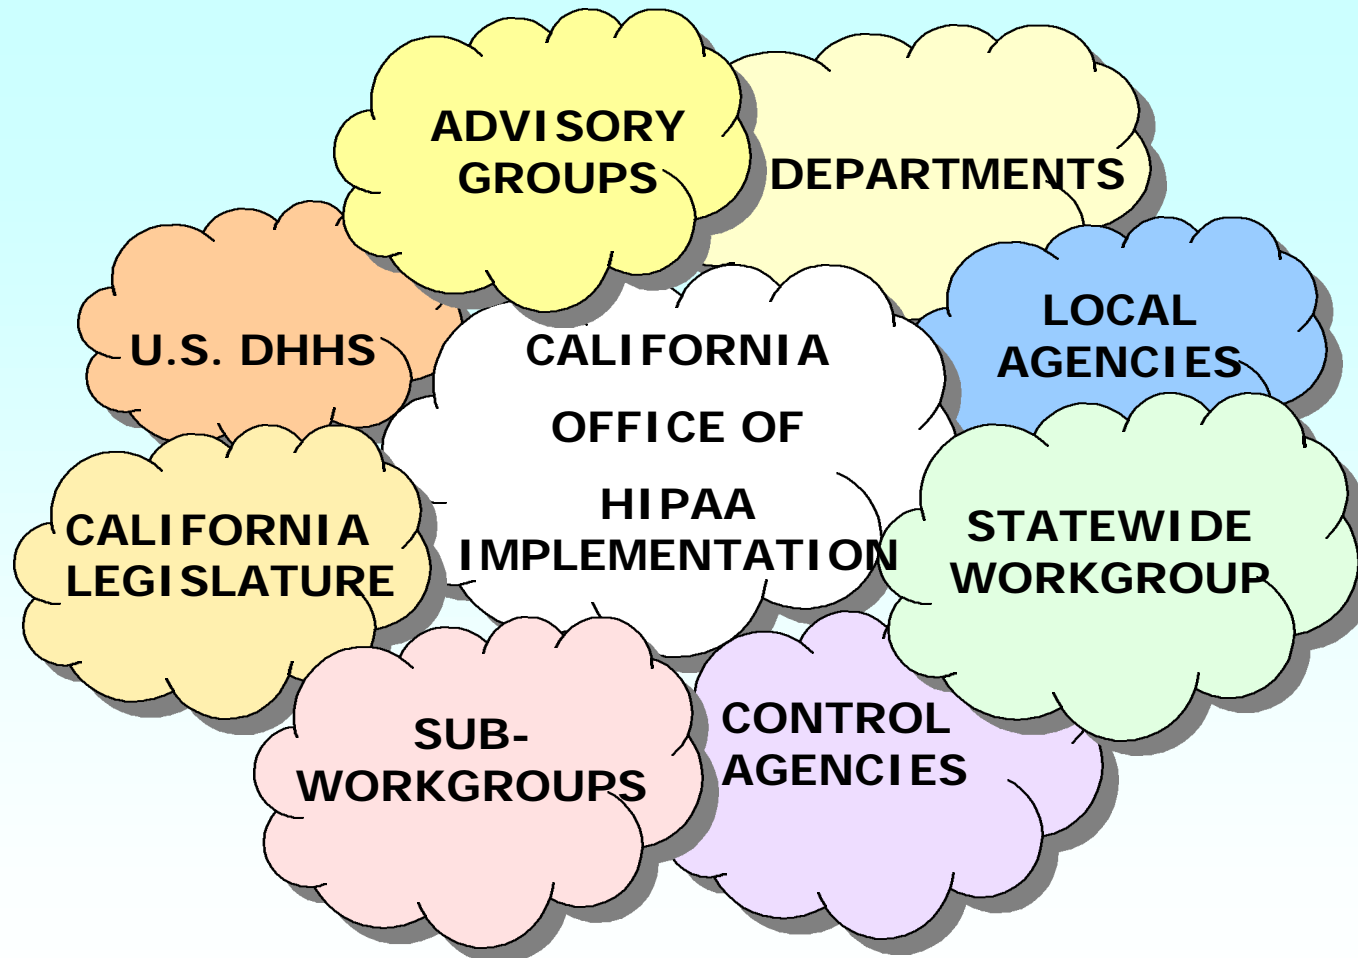 ADVISORY
GROUPS
DEPARTMENTS
U.S. DHHS
CALIFORNIA
OFFICE OF
HIPAA
IMPLEMENTATION
LOCAL
AGENCIES
CALIFORNIA
LEGISLATURE
STATEWIDE
WORKGROUP
SUB-
WORKGROUPS
CONTROL
AGENCIES